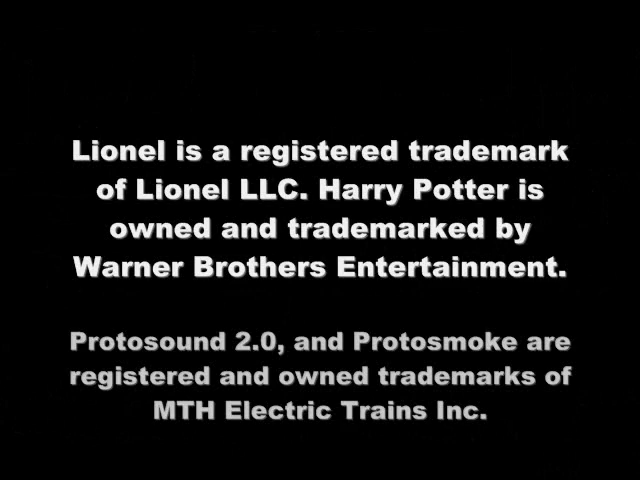 Lionel is a registered trademark
of Lionel LLC. Harry Potter is
owned and trademarked by
Warner Brothers Entertainment.
Protosound 2.0, and Protosmoke are
registered and owned trademarks of
MTH Electric Trains Inc.